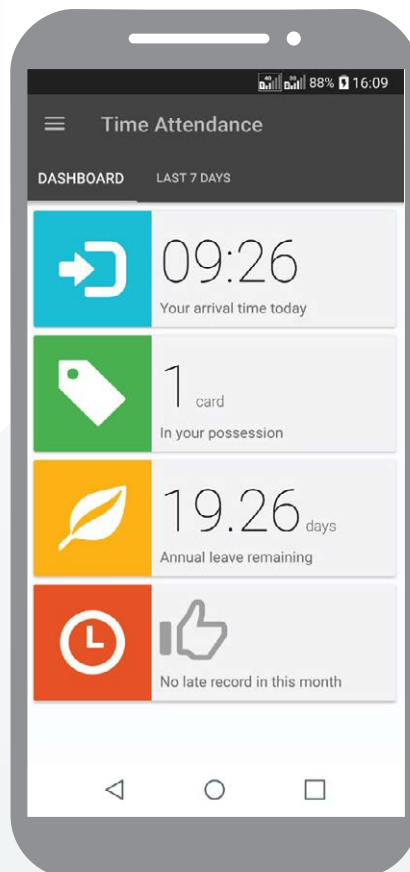 88% 16:09
Time Attendance
DASHBOARD LAST 7 DAYS
09:26
Your arrival time today
1 card
In your possession
19.26 days
Annual leave remaining
No late record in this month